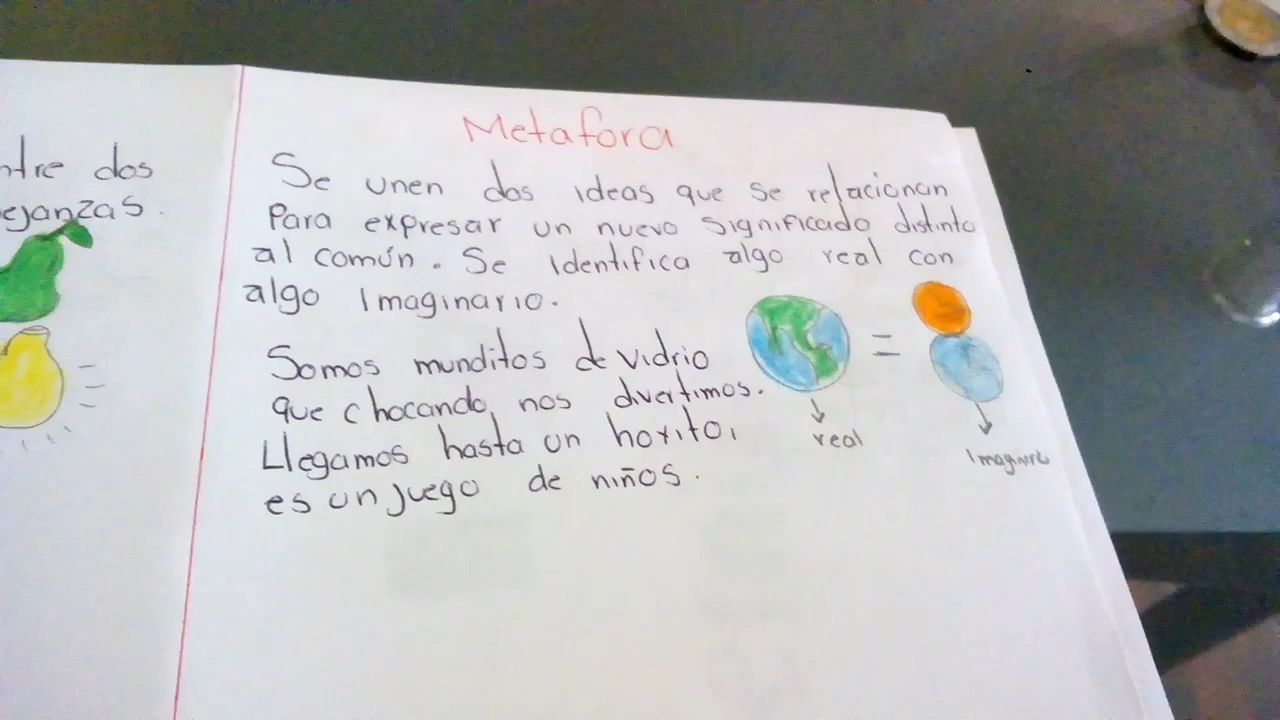 ntre dos
ejanzas.
Metafora
Se unen dos ideas que se relacionan
Para expresar un nuevo significado distinto
al común. Se identifica algo real con
algo imaginario.
Somos munditos de vidrio
que chocando nos divertimos.
Llegamos hasta un hoxito,
es un juego de niños.
=
real